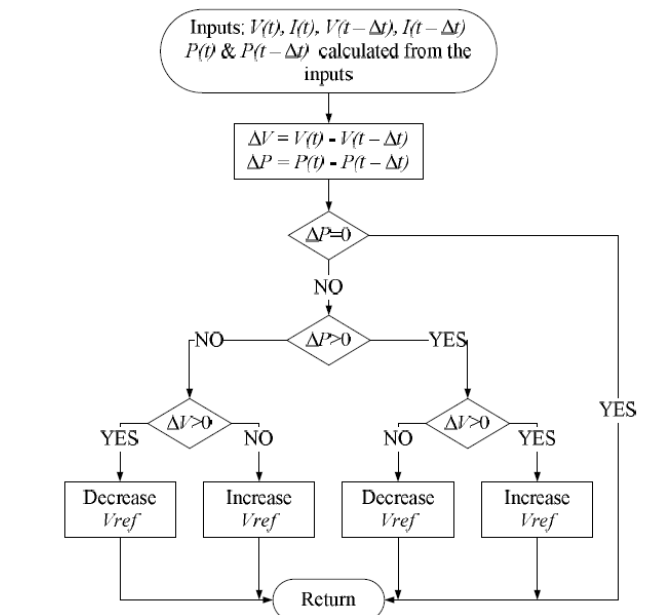 Inputs; V(t), I(t), V(t – Δt), I(t – Δt)
P(t) & P(t – Δt) calculated from the
inputs
ΔV = V(t) - V(t – Δt)
ΔP = P(t) - P(t – Δt)
ΔP=0
NO
NO
ΔP>0
YES
YES
ΔV>0
ΔV>0
YES
NO
NO
YES
Decrease
Vref
Increase
Vref
Decrease
Vref
Increase
Vref
Return